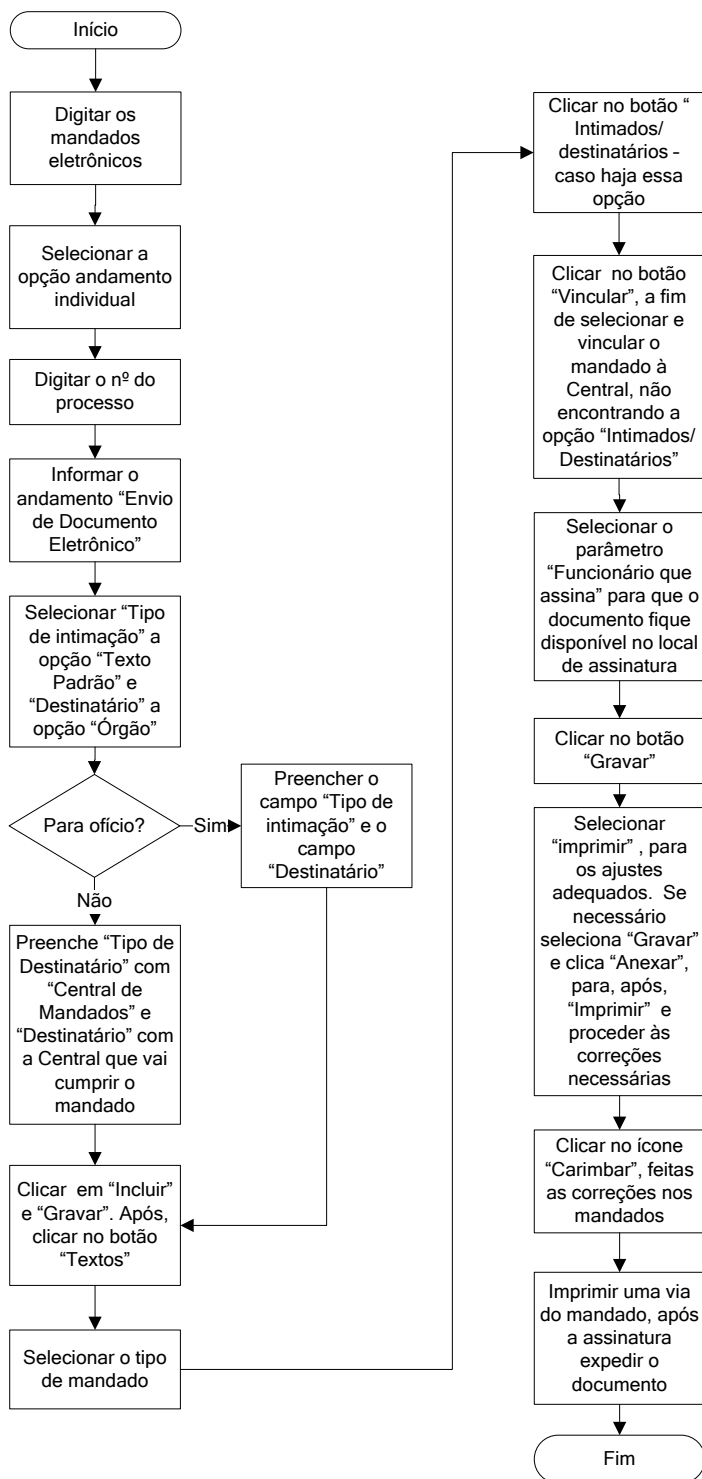 Início
Digitar os
mandados
eletrônicos
Selecionar a
opção andamento
individual
Digitar o nº do
processo
Informar o
andamento “Envio
de Documento
Eletrônico”
Selecionar “Tipo
de intimação” a
opção “Texto
Padrão” e
“Destinatário” a
opção “Órgão”
Para ofício?
Sim
Preencher o
campo “Tipo de
intimação” e o
campo
“Destinatário”
Não
Preenche “Tipo de
Destinatário” com
“Central de
Mandados” e
“Destinatário” com
a Central que vai
cumprir o
mandado
Clicar em “Incluir”
e “Gravar”. Após,
clicar no botão
“Textos”
Selecionar o tipo
de mandado
Clicar no botão “
Intimados/
destinatários -
caso haja essa
opção
Clicar no botão
“Vincular”, a fim
de selecionar e
vincular o
mandado à
Central, não
encontrando a
opção “Intimados/
Destinatários”
Selecionar o
parâmetro
“Funcionário que
assina” para que o
documento fique
disponível no local
de assinatura
Clicar no botão
“Gravar”
Selecionar
“imprimir” , para
os ajustes
adequados. Se
necessário
seleciona “Gravar”
e clica “Anexar”,
para, após,
“Imprimir” e
proceder às
correções
necessárias
Clicar no ícone
“Carimbar”, feitas
as correções nos
mandados
Imprimir uma via
do mandado, após
a assinatura
expedir o
documento
Fim